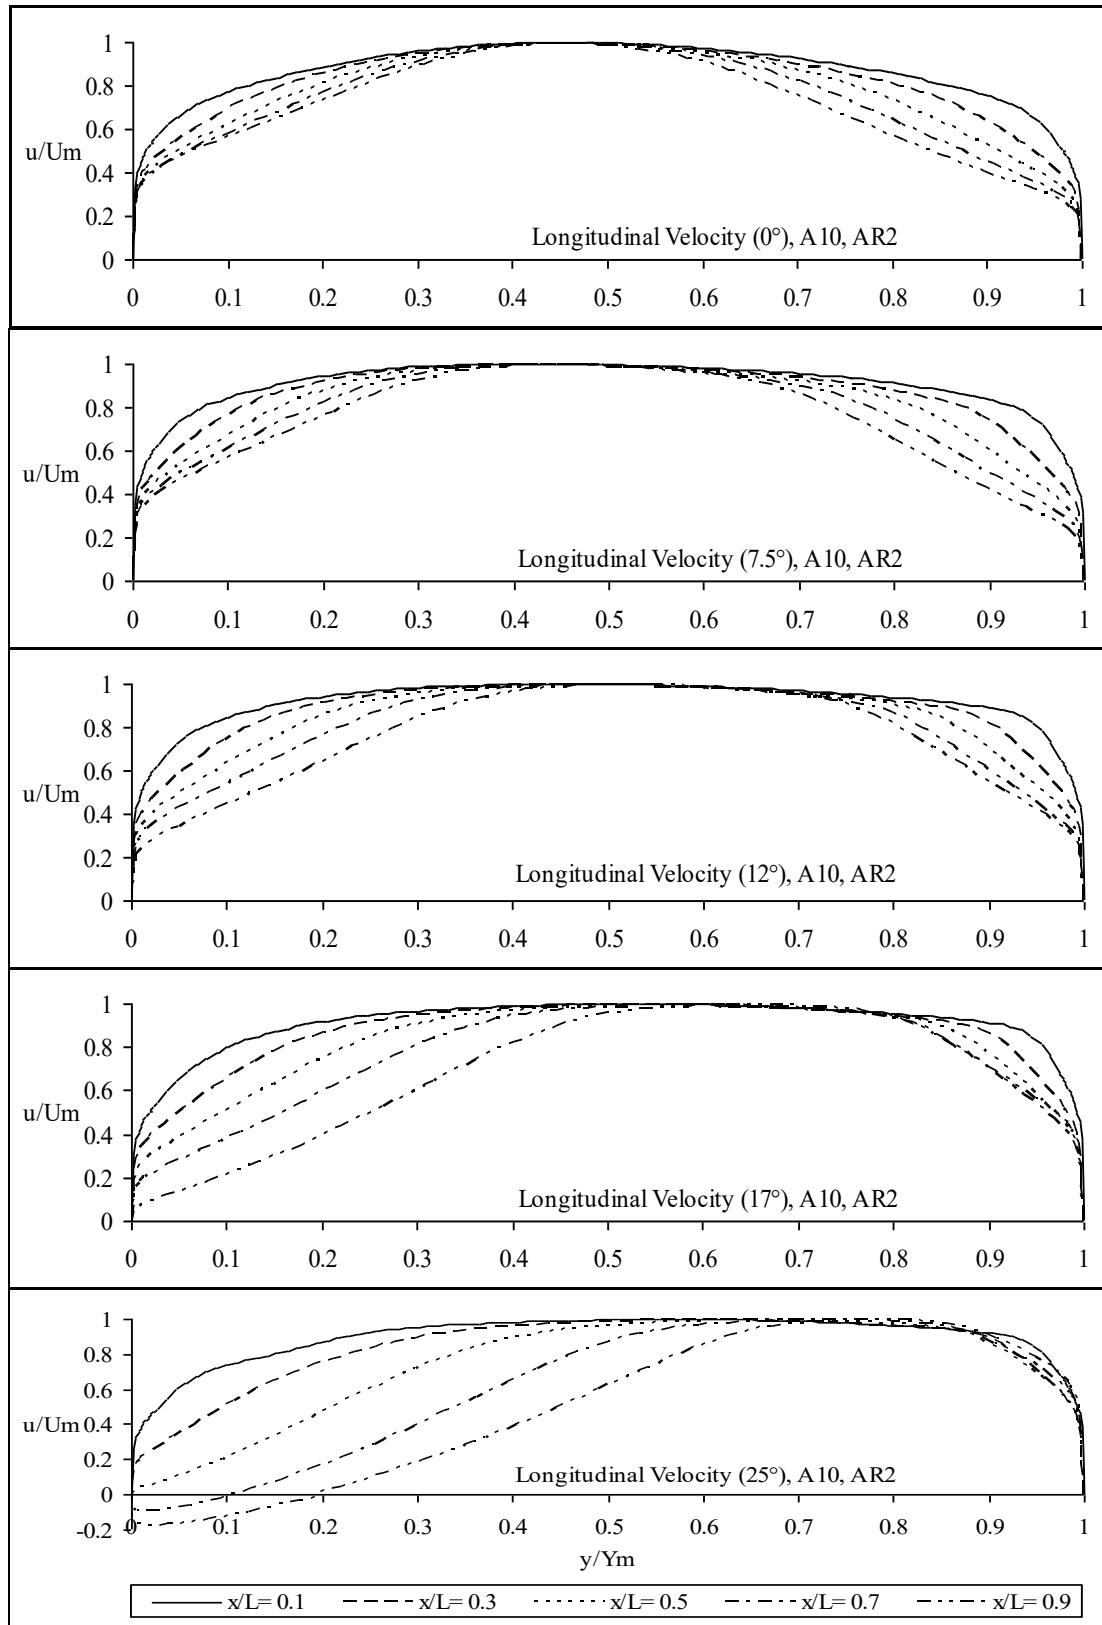 1
0.8
0.6
u/Um
0.4
0.2
0
Longitudinal Velocity (0°), A10, AR2
0 0.1 0.2 0.3 0.4 0.5 0.6 0.7 0.8 0.9 1
1
0.8
0.6
u/Um
0.4
0.2
0
Longitudinal Velocity (7.5°), A10, AR2
0 0.1 0.2 0.3 0.4 0.5 0.6 0.7 0.8 0.9 1
1
0.8
0.6
u/Um
0.4
0.2
0
Longitudinal Velocity (12°), A10, AR2
0 0.1 0.2 0.3 0.4 0.5 0.6 0.7 0.8 0.9 1
1
0.8
0.6
u/Um
0.4
0.2
0
Longitudinal Velocity (17°), A10, AR2
0 0.1 0.2 0.3 0.4 0.5 0.6 0.7 0.8 0.9 1
1
0.8
0.6
u/Um 0.4
0.2
0
-0.2
Longitudinal Velocity (25°), A10, AR2
0 0.1 0.2 0.3 0.4 0.5 0.6 0.7 0.8 0.9 1
y/Ym
x/L= 0.1 x/L= 0.3 x/L= 0.5 x/L= 0.7 x/L= 0.9